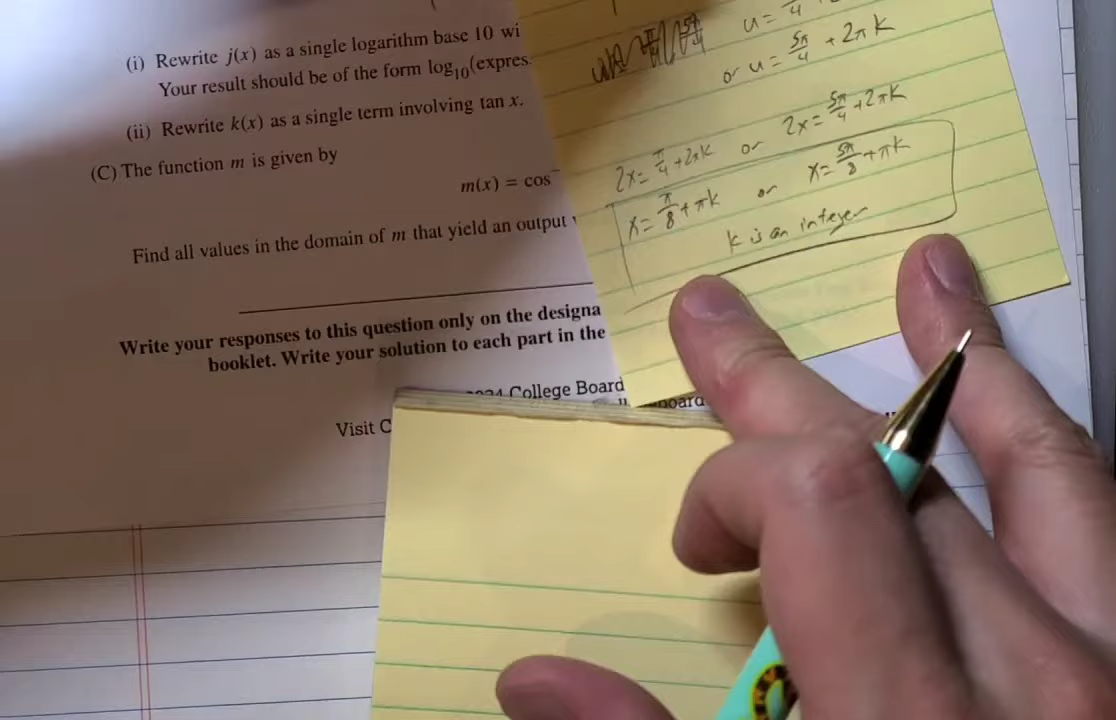 (i) Rewrite j(x) as a single logarithm base 10 wi
Your result should be of the form log₁₀(expres
(ii) Rewrite k(x) as a single term involving tan x.
(C) The function m is given by
m(x) = cos
Find all values in the domain of m that yield an output
Write your responses to this question only on the designa
booklet. Write your solution to each part in the
2024 College Board
Visit C
board
u = π/4
or u = 5π/4 + 2πk
2x = π/4 + 2πk or 2x = 5π/4 + 2πk
x = π/8 + πk or x = 5π/8 + πk
k is an integer